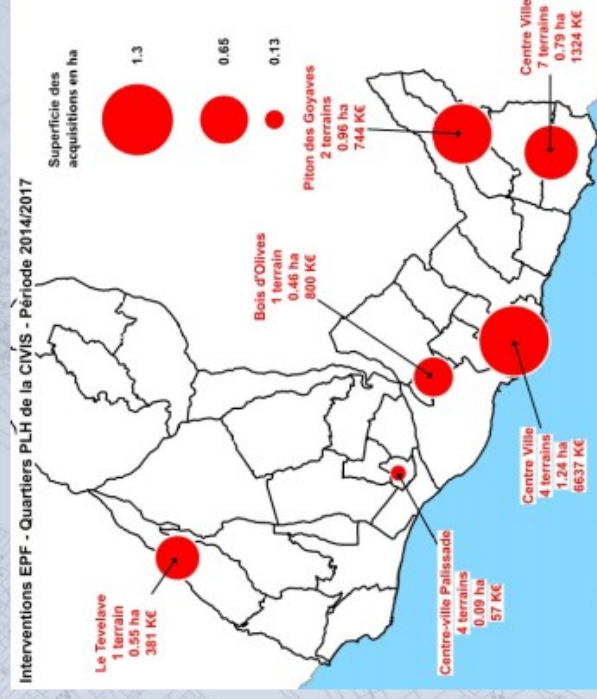 Interventions EPF - Quartiers PLH de la CIVIS - Période 2014/2017
Superficie des
acquisitions en ha
1.3
0.65
0.13
Le Tevelave
1 terrain
0.55 ha
381 K€
Bois d'Olives
1 terrain
0.46 ha
800 K€
Piton des Goyaves
2 terrains
0.96 ha
744 K€
Centre Ville
7 terrains
0.79 ha
1324 K€
Centre-ville Palissade
4 terrains
0.09 ha
57 K€
Centre Ville
4 terrains
1.24 ha
6637 K€